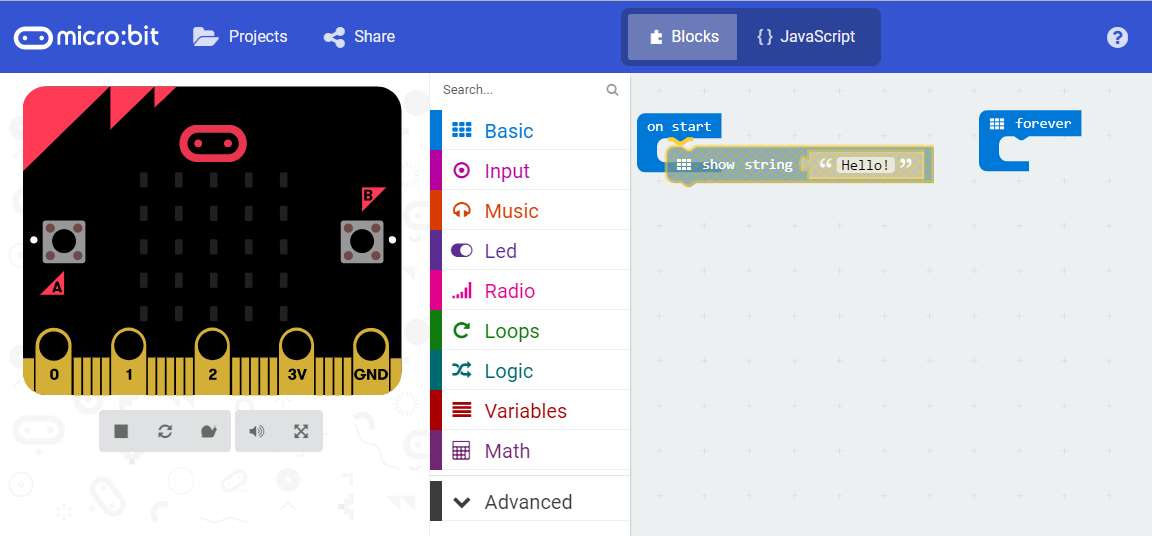 micro:bit Projects Share Blocks { } JavaScript ?
Search...
Basic
Input
Music
Led
Radio
Loops
Logic
Variables
Math
Advanced
B
A
0 1 2 3V GND
on start
show string “ Hello! ”
forever